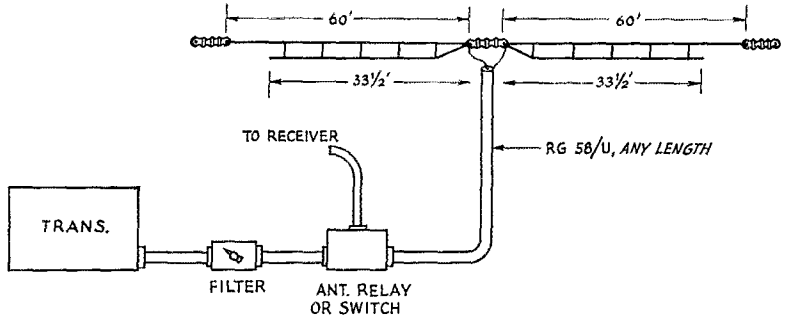 60' 60'
33½' 33½'
TO RECEIVER
RG 58/U, ANY LENGTH
TRANS.
FILTER
ANT. RELAY
OR SWITCH